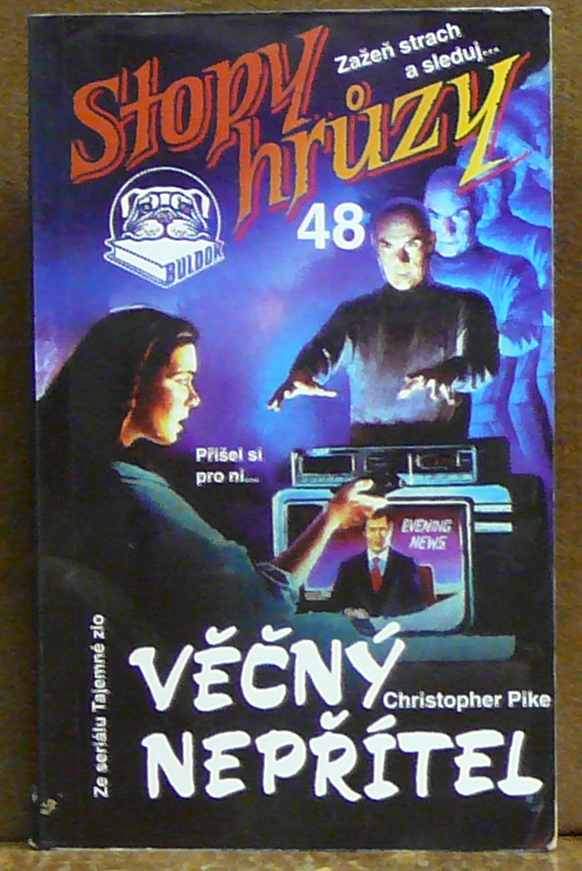 Stopy
hrůzy
Zažeň strach
a sleduj...
48
BULDOK
Přišel si
pro ni...
EVENING
NEWS
Ze seriálu Tajemné zlo
VĚČNÝ
Christopher Pike
NEPŘÍTEL